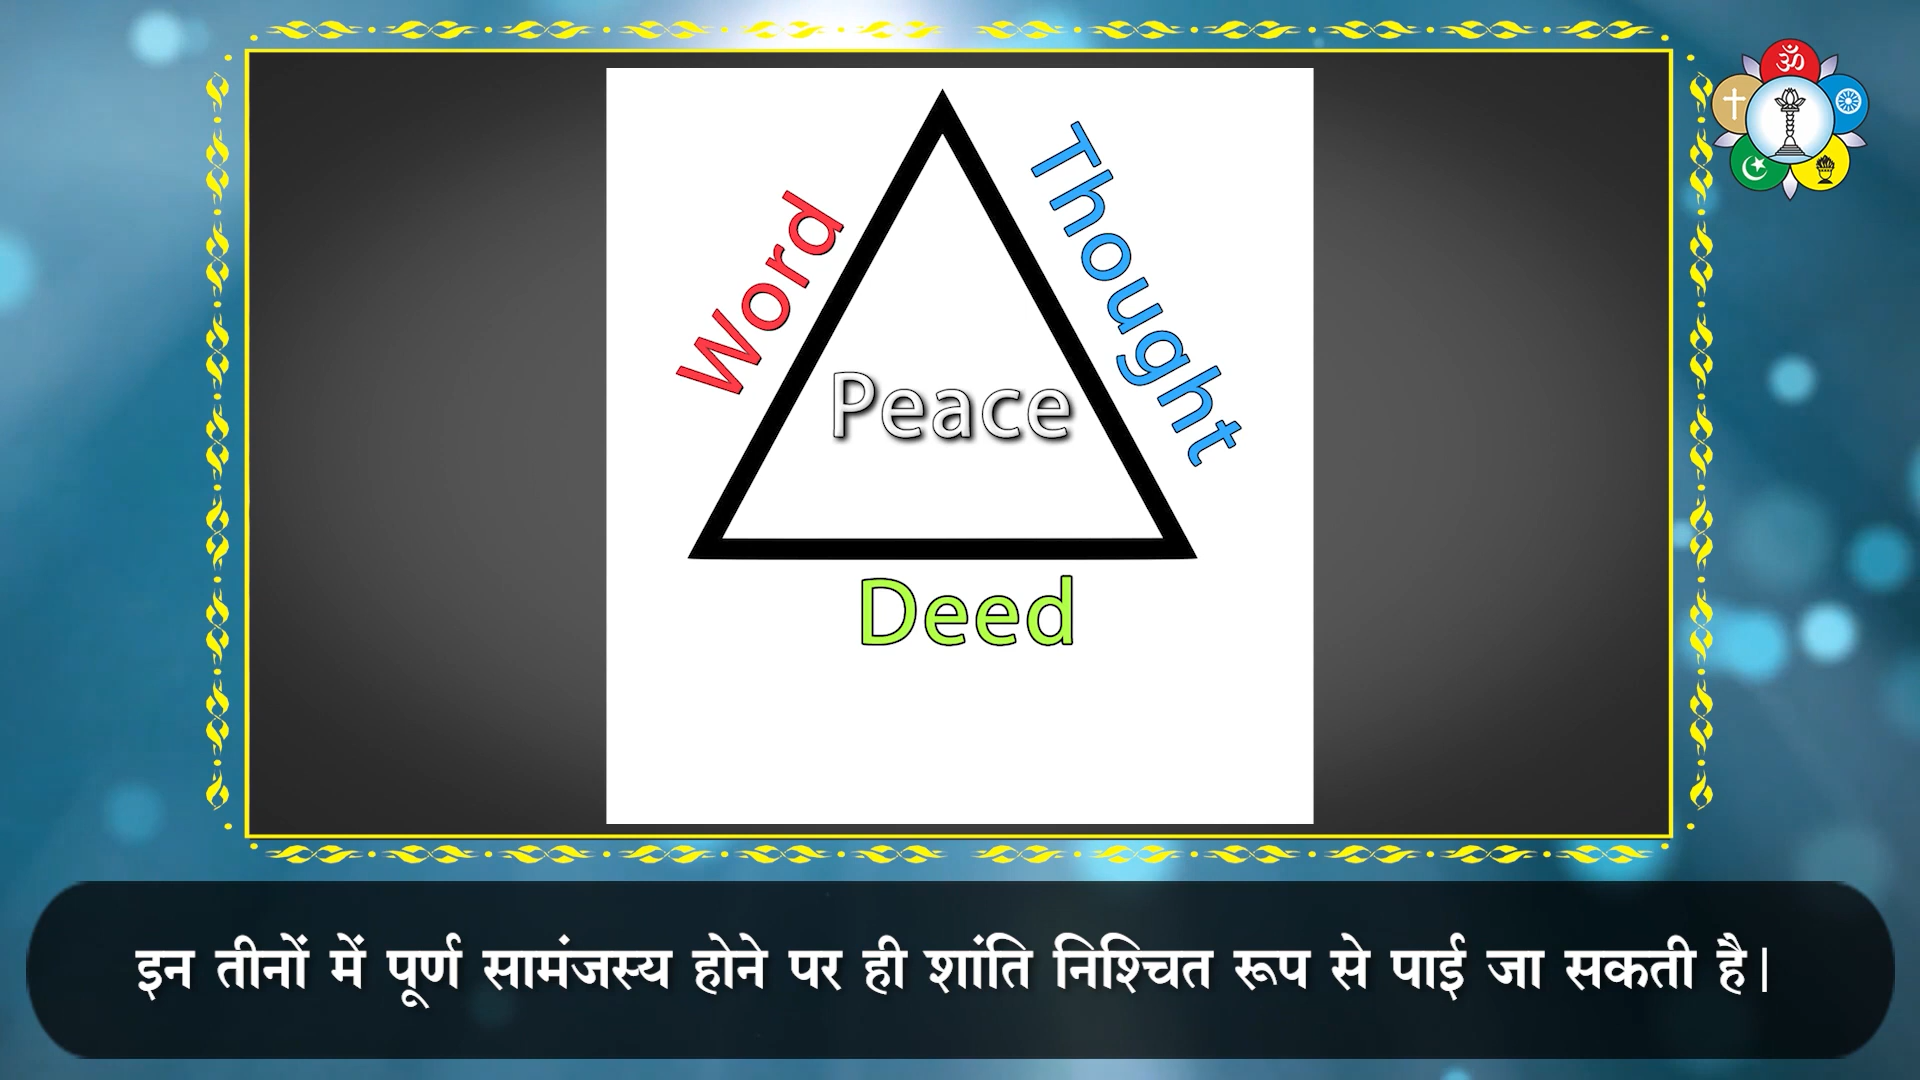 Word
Thought
Peace
Deed
ॐ
इन तीनों में पूर्ण सामंजस्य होने पर ही शांति निश्चित रूप से पाई जा सकती है।